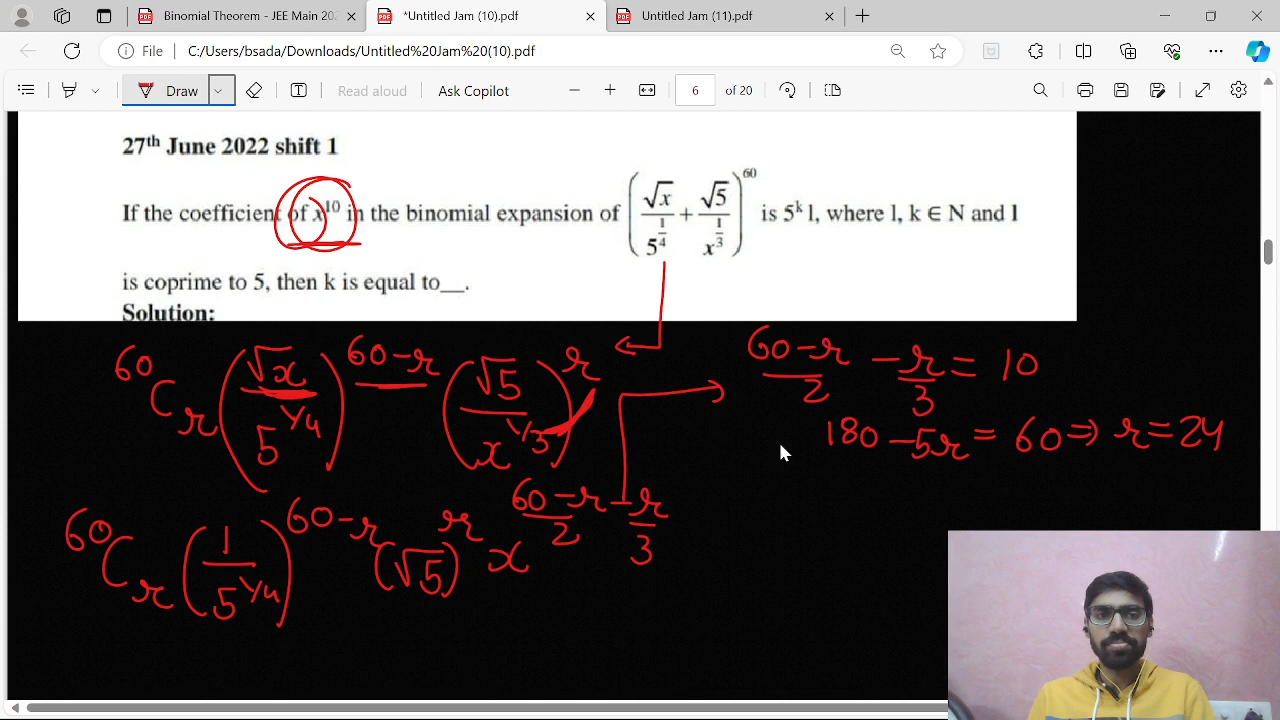 Binomial Theorem - JEE Main 202
*Untitled Jam (10).pdf
Untitled Jam (11).pdf
File C:/Users/bsada/Downloads/Untitled%20Jam%20(10).pdf
Draw
Read aloud
Ask Copilot
6 of 20
27th June 2022 shift 1
If the coefficient of x^10 in the binomial expansion of (√x/5^(1/4) + √5/x^(1/3))^60 is 5^k l, where l, k ∈ N and l
is coprime to 5, then k is equal to__.
Solution:
60Cr (√x/5^1/4)^60-r (√5/x^1/3)^r
60-r/2 - r/3 = 10
180 - 5r = 60 ⇒ r = 24
60Cr (1/5^1/4)^60-r (√5)^r x^60-r/2 - r/3